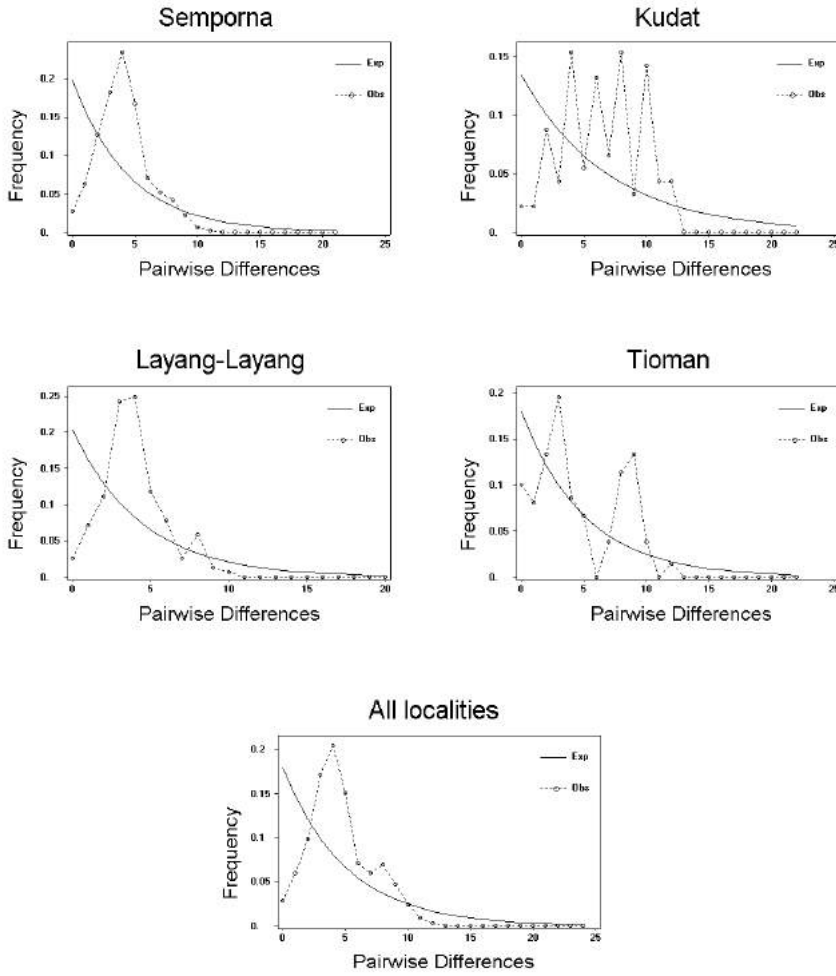 Semporna
Frequency
0.2
0.15
0.1
0.05
0.
0 5 10 15 20 25
Pairwise Differences
Exp
Obs
Kudat
Frequency
0.15
0.1
0.05
0.
0 5 10 15 20 25
Pairwise Differences
Exp
Obs
Layang-Layang
Frequency
0.25
0.2
0.15
0.1
0.05
0.
0 5 10 15 20
Pairwise Differences
Exp
Obs
Tioman
Frequency
0.2
0.15
0.1
0.05
0.
0 5 10 15 20 25
Pairwise Differences
Exp
Obs
All localities
Frequency
0.2
0.15
0.1
0.05
0.
0 5 10 15 20 25
Pairwise Differences
Exp
Obs